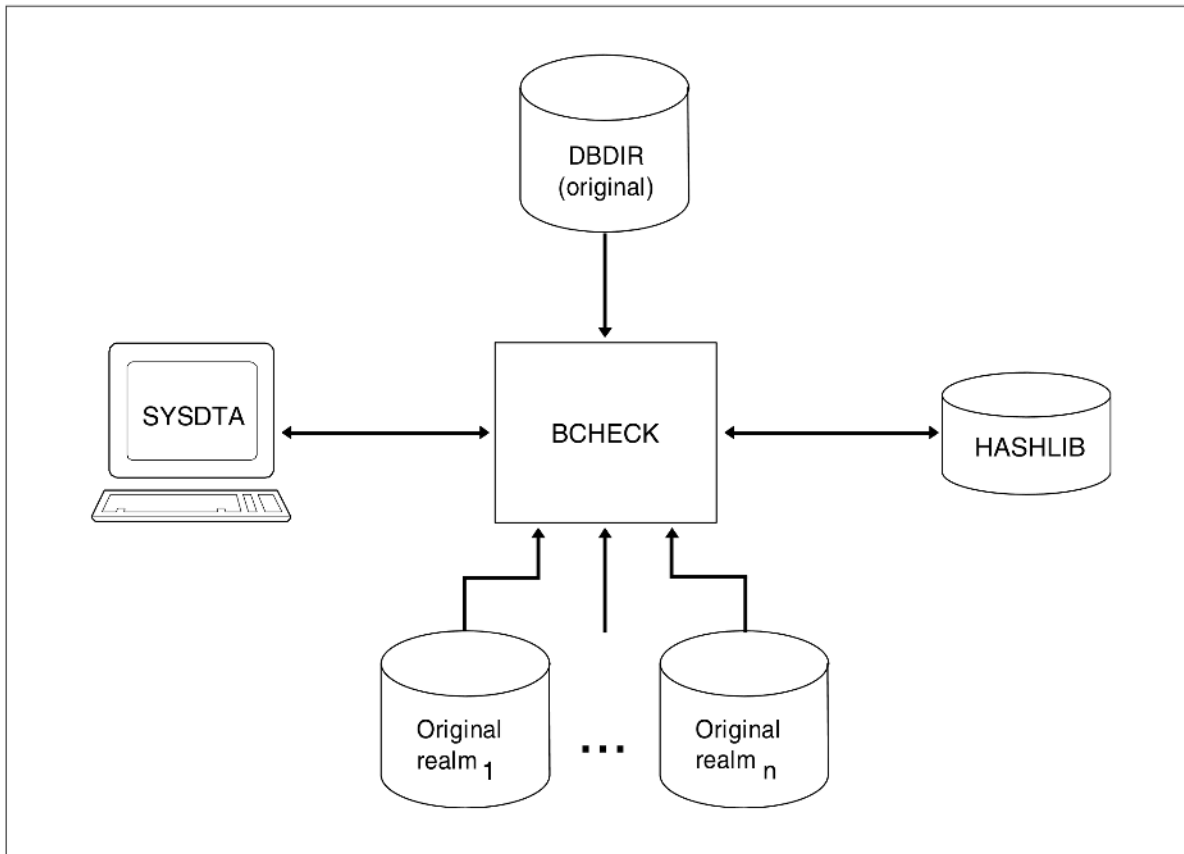 DBDIR
(original)
SYSDTA
BCHECK
HASHLIB
Original
realm 1
...
Original
realm n